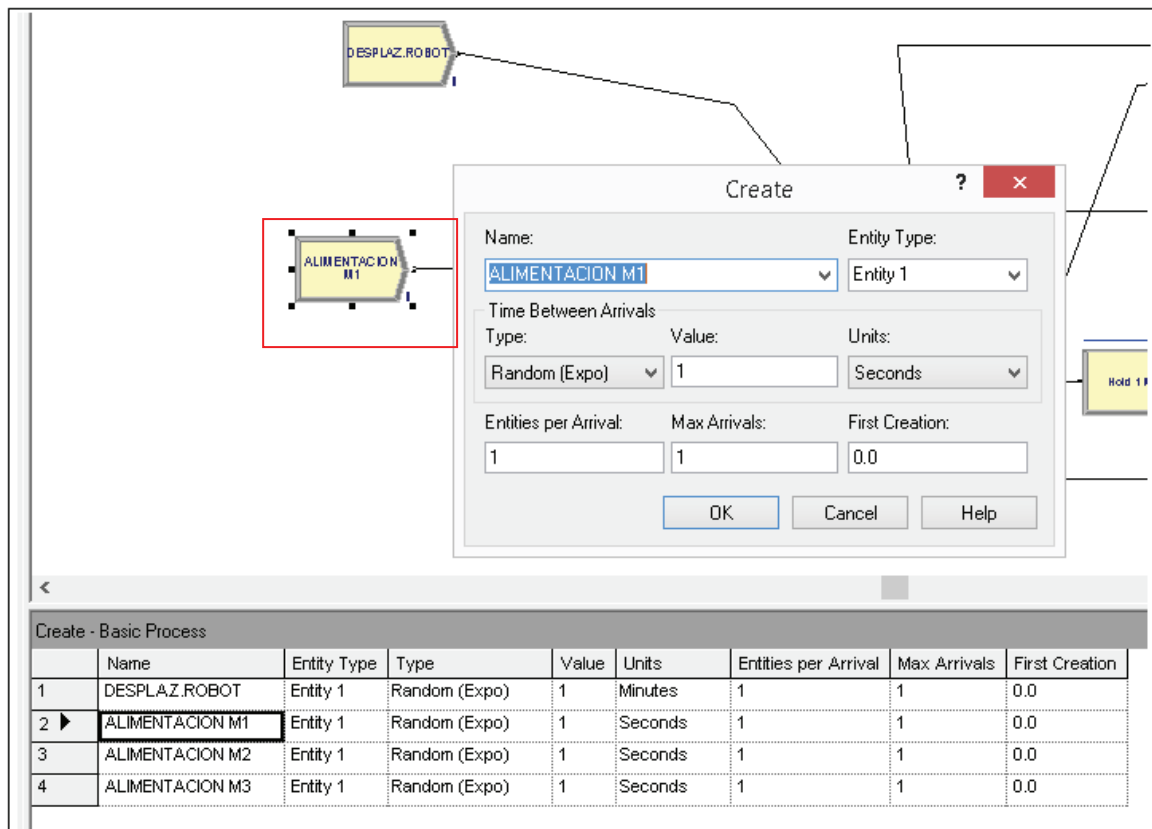 DESPLAZ.ROBOT
ALIMENTACION
M1
Create
?
×
Name:
Entity Type:
ALIMENTACION M1
Entity 1
Time Between Arrivals
Type:
Value:
Units:
Random (Expo)
1
Seconds
Entities per Arrival:
Max Arrivals:
First Creation:
1
1
0.0
OK
Cancel
Help
Hold 1
Create - Basic Process
Name Entity Type Type Value Units Entities per Arrival Max Arrivals First Creation
1 DESPLAZ.ROBOT Entity 1 Random (Expo) 1 Minutes 1 1 0.0
2 ALIMENTACION M1 Entity 1 Random (Expo) 1 Seconds 1 1 0.0
3 ALIMENTACION M2 Entity 1 Random (Expo) 1 Seconds 1 1 0.0
4 ALIMENTACION M3 Entity 1 Random (Expo) 1 Seconds 1 1 0.0